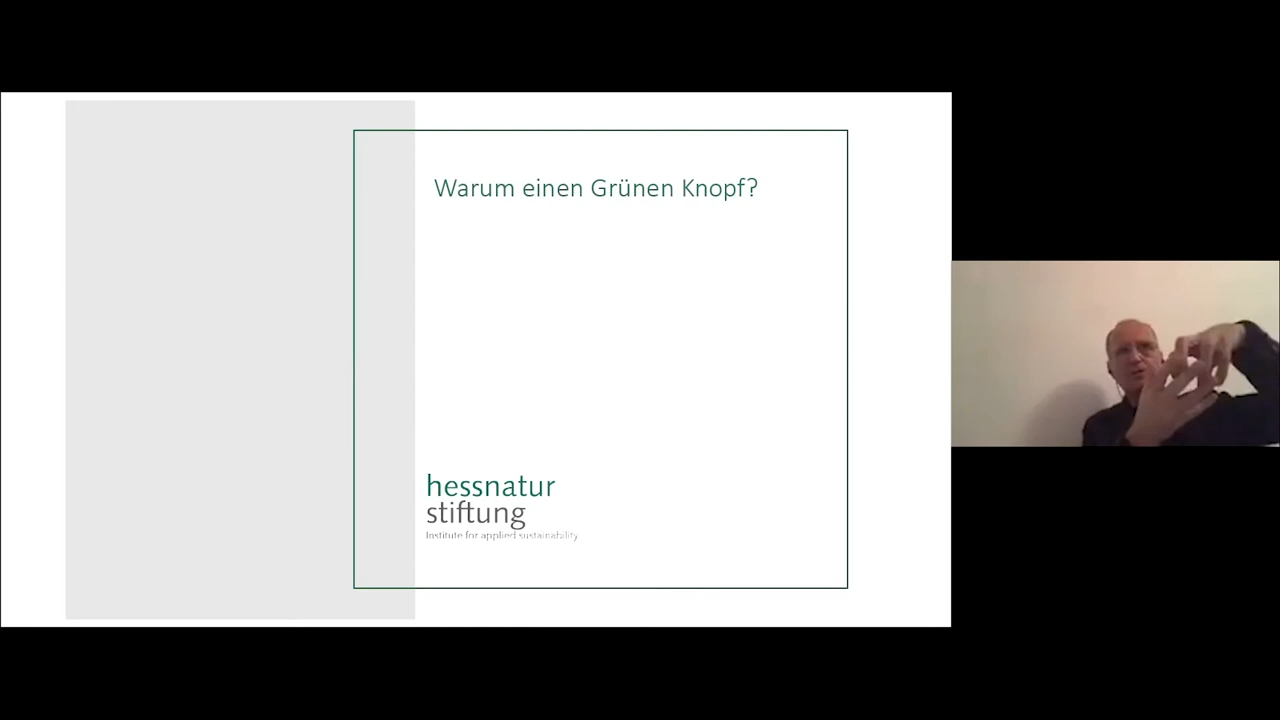 Warum einen Grünen Knopf?
hessnatur
stiftung
Institute for applied sustainability